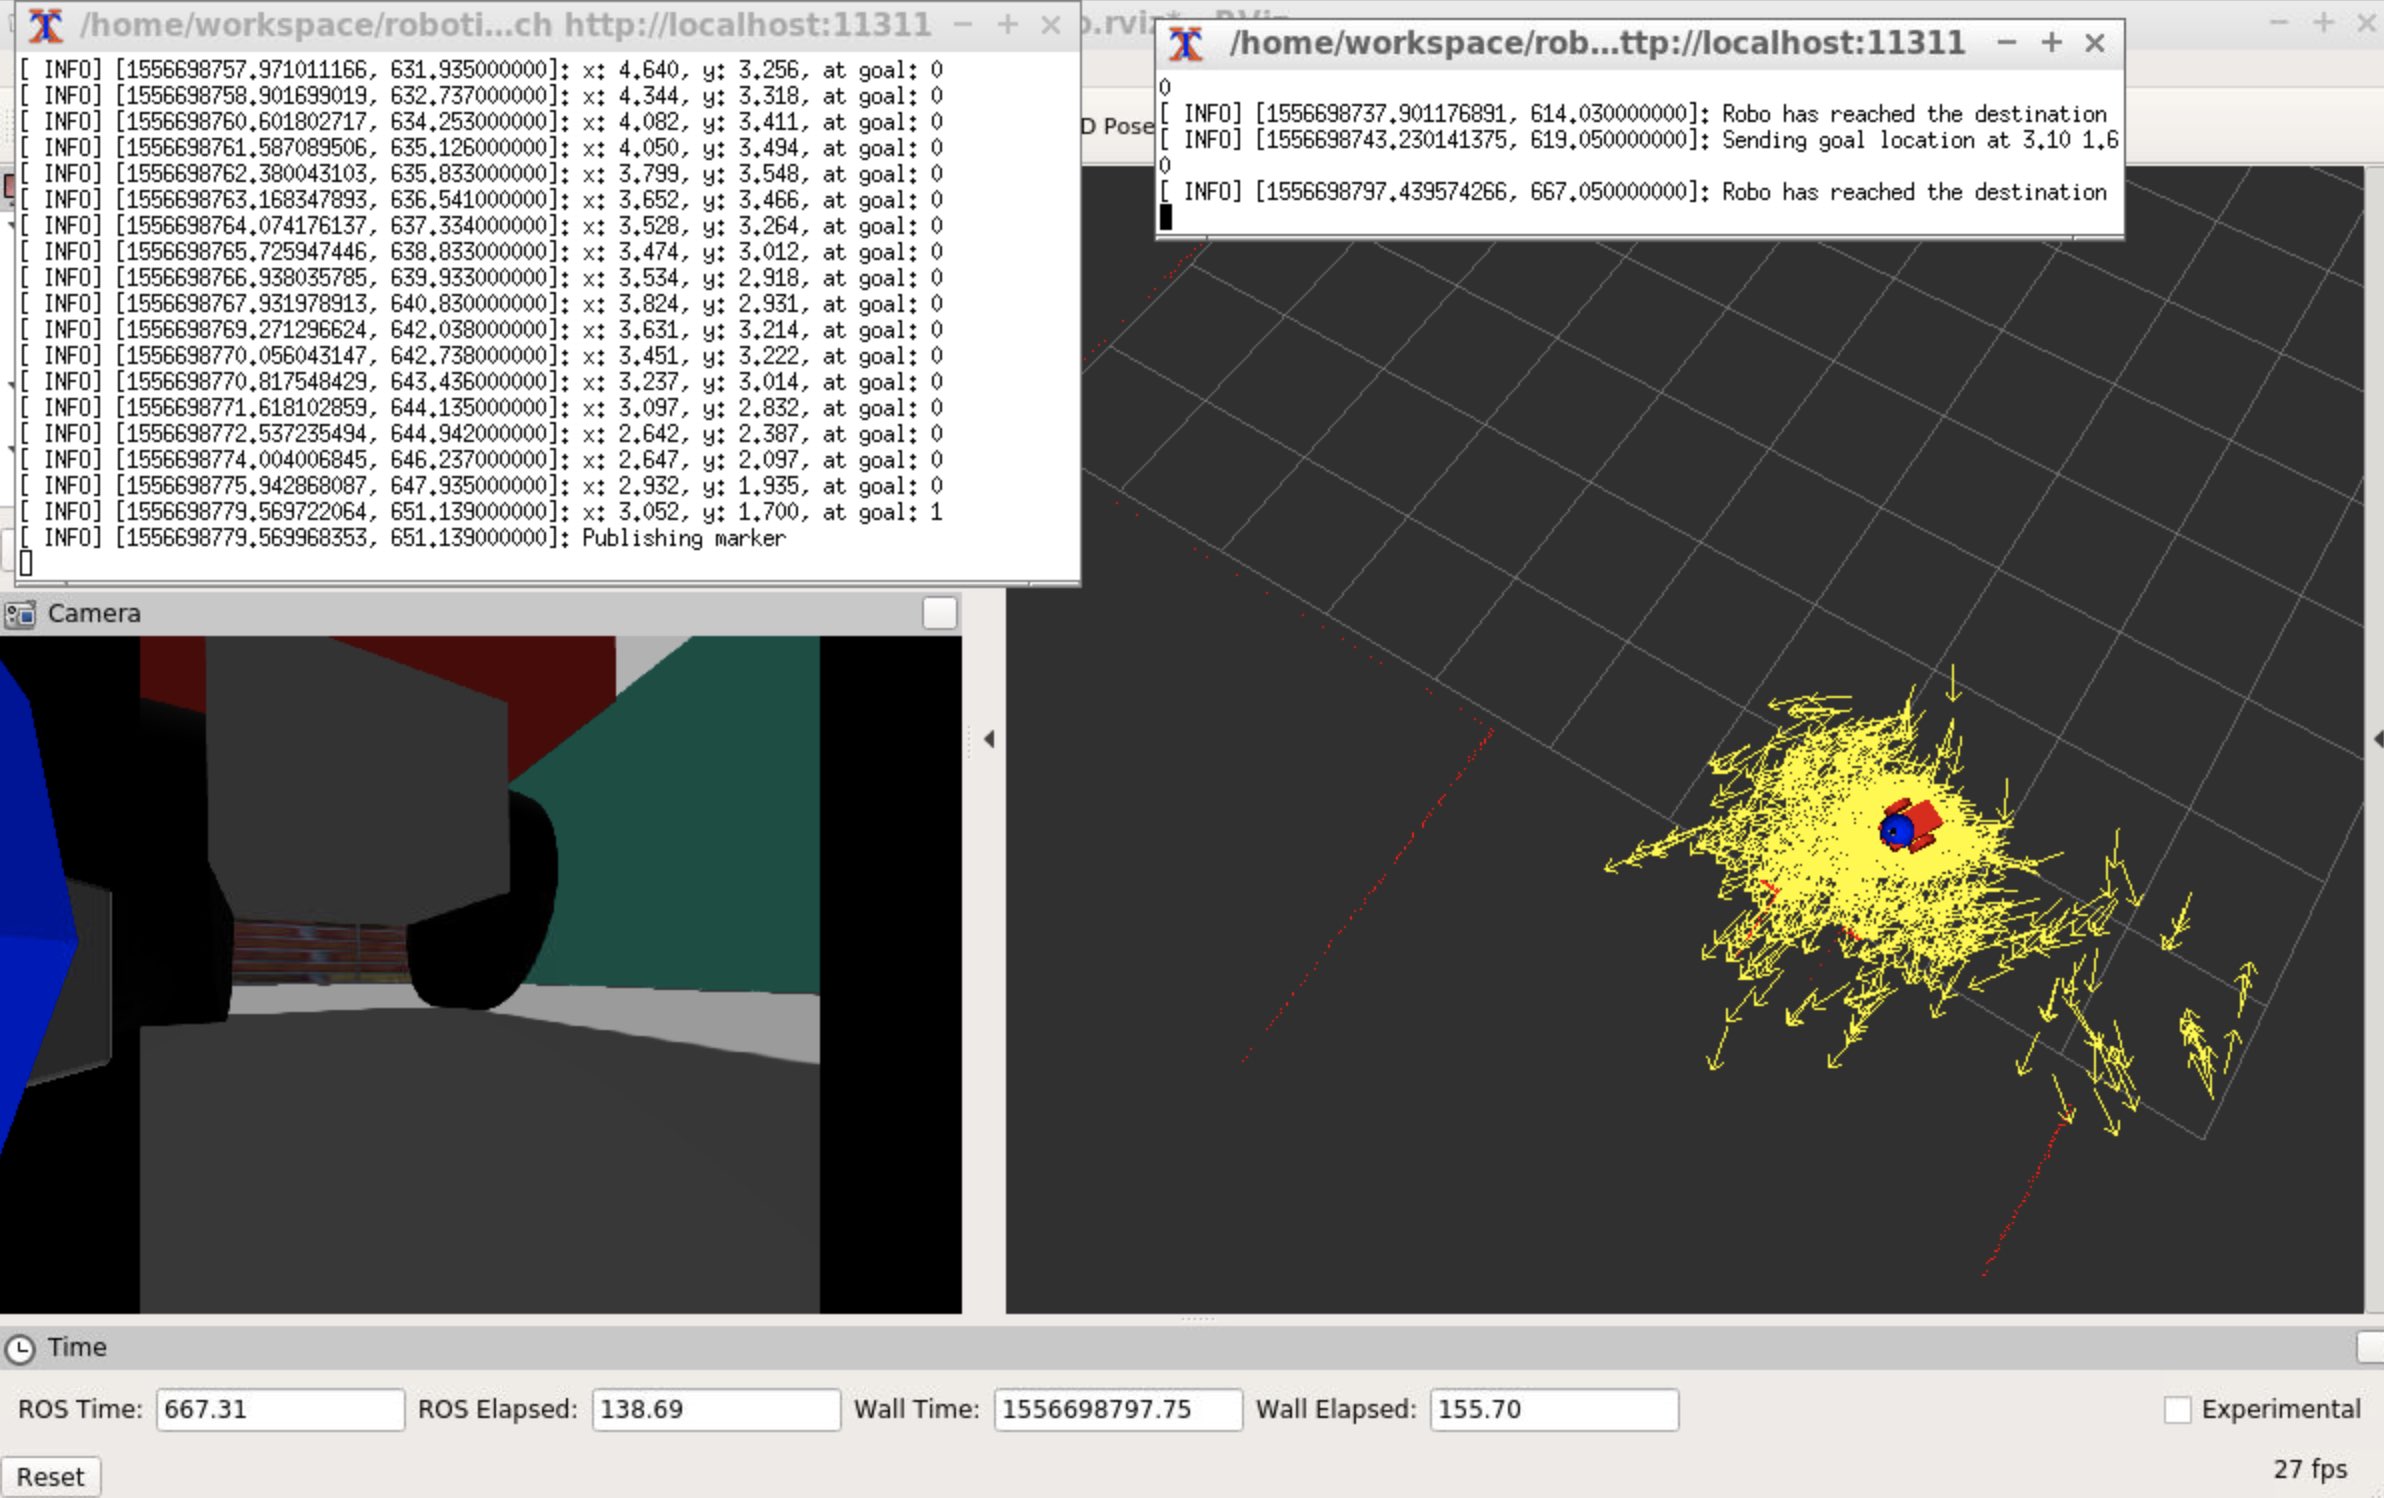 /home/workspace/roboti...ch http://localhost:11311
[ INFO] [1556698757.971011166, 631.935000000]: x: 4.640, y: 3.256, at goal: 0
[ INFO] [1556698758.901699019, 632.737000000]: x: 4.344, y: 3.318, at goal: 0
[ INFO] [1556698760.601802717, 634.253000000]: x: 4.082, y: 3.411, at goal: 0
[ INFO] [1556698761.587089506, 635.126000000]: x: 4.050, y: 3.494, at goal: 0
[ INFO] [1556698762.380043103, 635.833000000]: x: 3.799, y: 3.548, at goal: 0
[ INFO] [1556698763.168347893, 636.541000000]: x: 3.652, y: 3.466, at goal: 0
[ INFO] [1556698764.074176137, 637.334000000]: x: 3.528, y: 3.264, at goal: 0
[ INFO] [1556698765.725947446, 638.833000000]: x: 3.474, y: 3.012, at goal: 0
[ INFO] [1556698766.938035785, 639.933000000]: x: 3.534, y: 2.918, at goal: 0
[ INFO] [1556698767.931978913, 640.830000000]: x: 3.824, y: 2.931, at goal: 0
[ INFO] [1556698769.271296624, 642.038000000]: x: 3.631, y: 3.214, at goal: 0
[ INFO] [1556698770.056043147, 642.738000000]: x: 3.451, y: 3.222, at goal: 0
[ INFO] [1556698770.817548429, 643.436000000]: x: 3.237, y: 3.014, at goal: 0
[ INFO] [1556698771.618102859, 644.135000000]: x: 3.097, y: 2.832, at goal: 0
[ INFO] [1556698772.537235494, 644.942000000]: x: 2.642, y: 2.387, at goal: 0
[ INFO] [1556698774.004006845, 646.237000000]: x: 2.647, y: 2.097, at goal: 0
[ INFO] [1556698775.942868087, 647.935000000]: x: 2.932, y: 1.935, at goal: 0
[ INFO] [1556698779.569722064, 651.139000000]: x: 3.052, y: 1.700, at goal: 1
[ INFO] [1556698779.569968353, 651.139000000]: Publishing marker
o.rviz* - RViz
/home/workspace/rob...ttp://localhost:11311
0
[ INFO] [1556698737.901176891, 614.030000000]: Robo has reached the destination
[ INFO] [1556698743.230141375, 619.050000000]: Sending goal location at 3.10 1.6
0
[ INFO] [1556698797.439574266, 667.050000000]: Robo has reached the destination
D Pose
Camera
Time
ROS Time: 667.31 ROS Elapsed: 138.69 Wall Time: 1556698797.75 Wall Elapsed: 155.70 Experimental
Reset 27 fps